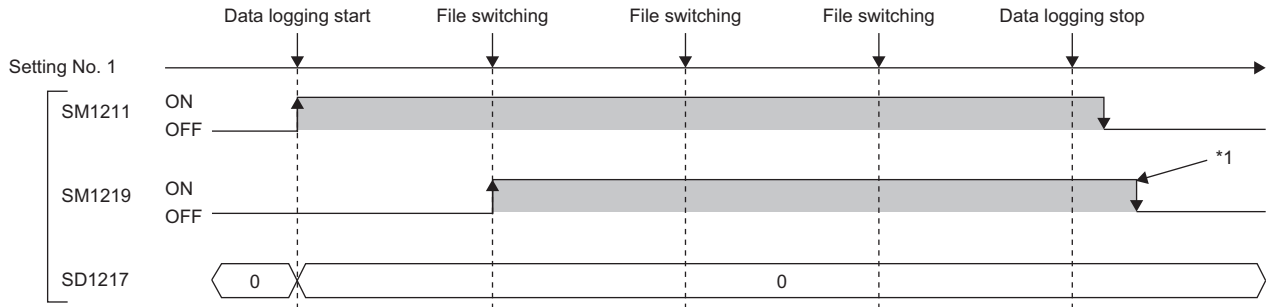 Data logging start File switching File switching File switching Data logging stop
Setting No. 1
SM1211 ON
OFF
*1
SM1219 ON
OFF
SD1217 0 0